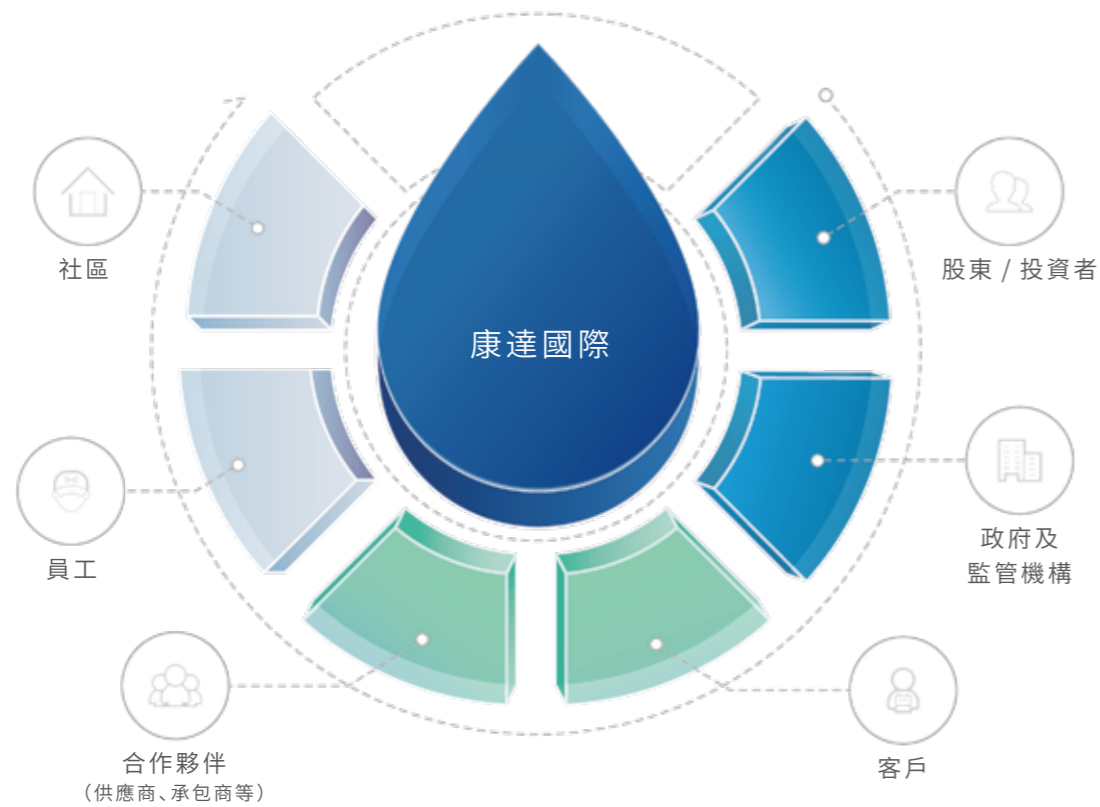 康達國際
社區
股東 / 投資者
員工
政府及
監管機構
合作夥伴
（供應商、承包商等）
客戶